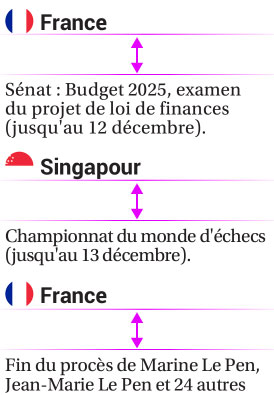 France
Sénat : Budget 2025, examen
du projet de loi de finances
(jusqu'au 12 décembre).
Singapour
Championnat du monde d'échecs
(jusqu'au 13 décembre).
France
Fin du procès de Marine Le Pen,
Jean-Marie Le Pen et 24 autres